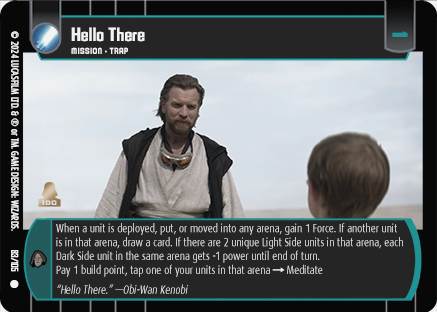 Hello There
MISSION • TRAP
© 2024 LUCASFILM LTD. & ® OR TM. GAME DESIGN: WIZARDS.
IDC
When a unit is deployed, put, or moved into any arena, gain 1 Force. If another unit
is in that arena, draw a card. If there are 2 unique Light Side units in that arena, each
Dark Side unit in the same arena gets -1 power until end of turn.
Pay 1 build point, tap one of your units in that arena → Meditate
"Hello There." —Obi-Wan Kenobi